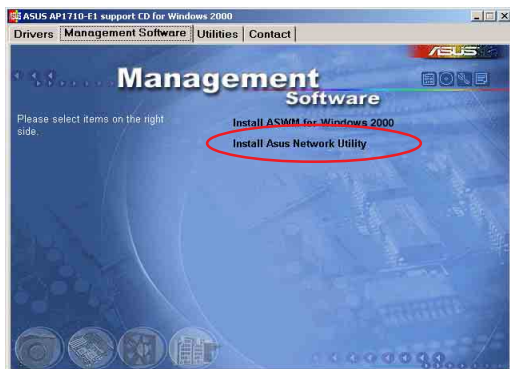 ASUS AP1710-E1 support CD for Windows 2000
Drivers Management Software Utilities Contact
ASUS
Management
Software
Please select items on the right
side.
Install ASWM for Windows 2000
Install Asus Network Utility